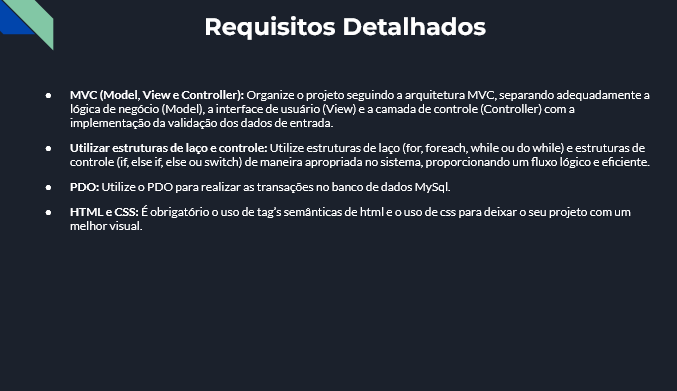 Requisitos Detalhados
● MVC (Model, View e Controller): Organize o projeto seguindo a arquitetura MVC, separando adequadamente a
lógica de negócio (Model), a interface de usuário (View) e a camada de controle (Controller) com a
implementação da validação dos dados de entrada.
● Utilizar estruturas de laço e controle: Utilize estruturas de laço (for, foreach, while ou do while) e estruturas de
controle (if, else if, else ou switch) de maneira apropriada no sistema, proporcionando um fluxo lógico e eficiente.
● PDO: Utilize o PDO para realizar as transações no banco de dados MySql.
● HTML e CSS: É obrigatório o uso de tag's semânticas de html e o uso de css para deixar o seu projeto com um
melhor visual.